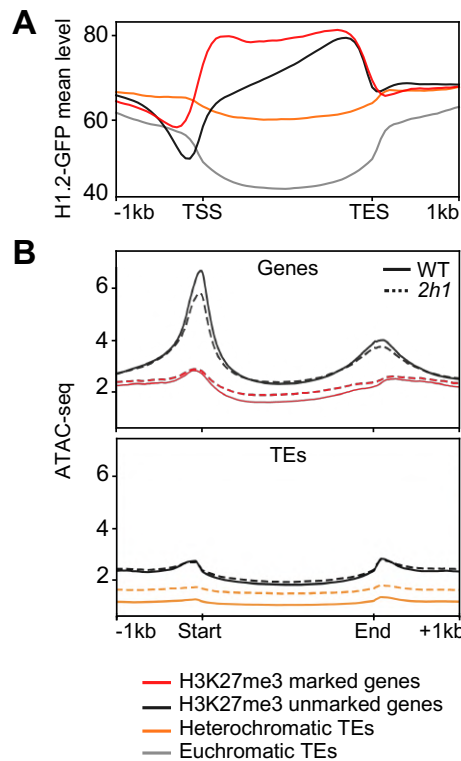 A
H1.2-GFP mean level
80
60
40
-1kb TSS TES 1kb
B
ATAC-seq
Genes
WT
2h1
6
4
2
TEs
6
4
2
-1kb Start End +1kb
H3K27me3 marked genes
H3K27me3 unmarked genes
Heterochromatic TEs
Euchromatic TEs